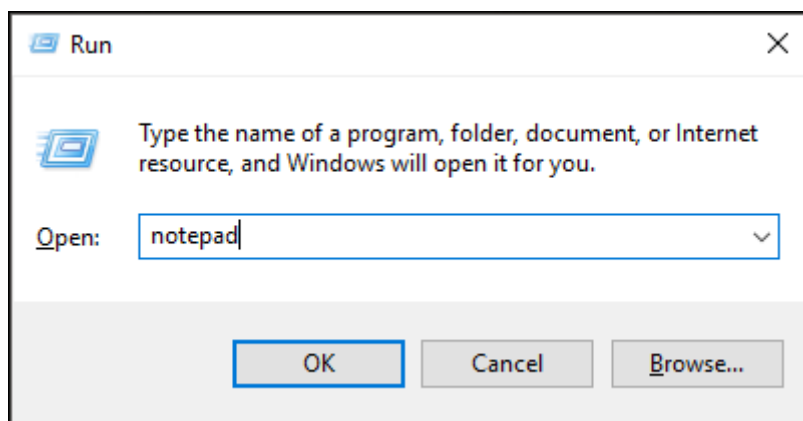 Run
Type the name of a program, folder, document, or Internet
resource, and Windows will open it for you.
Open: notepad
OK Cancel Browse...